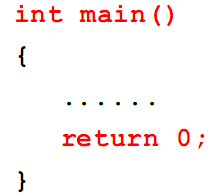 int main()
{
......
return 0;
}